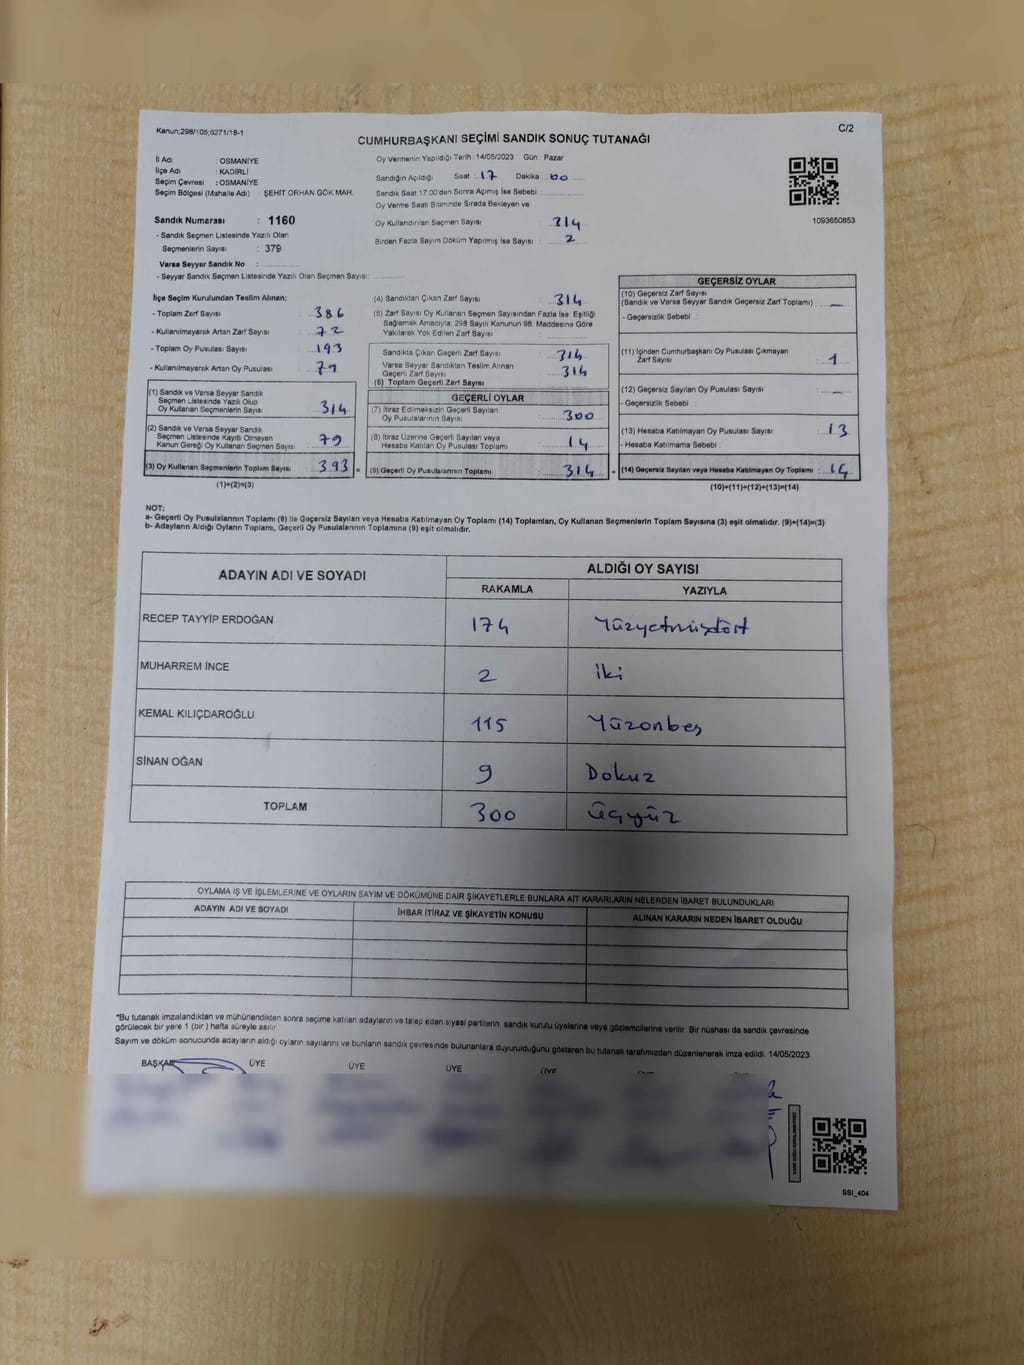 Kanun;298/105;6271/18-1
C/2
CUMHURBAŞKANI SEÇİMİ SANDIK SONUÇ TUTANAĞI
İl Adı : OSMANİYE
İlçe Adı : KADİRLİ
Seçim Çevresi : OSMANİYE
Seçim Bölgesi (Mahalle Adı) : ŞEHİT ORHAN GÖK MAH.
Sandık Numarası : 1160
- Sandık Seçmen Listesinde Yazılı Olan
Seçmenlerin Sayısı : 379
Varsa Seyyar Sandık No :
- Seyyar Sandık Seçmen Listesinde Yazılı Olan Seçmen Sayısı:
Oy Vermenin Yapıldığı Tarih :14/05/2023 Gün : Pazar
Sandığın Açıldığı Saat : 17 Dakika : 00
Sandık Saat 17:00'den Sonra Açılmış İse Sebebi :
Oy Verme Saati Bitiminde Sırada Bekleyen ve
Oy Kullandırılan Seçmen Sayısı : 314
Birden Fazla Sayım Döküm Yapılmış İse Sayısı : 2
1093650853
İlçe Seçim Kurulundan Teslim Alınan;
- Toplam Zarf Sayısı : 386
- Kullanılmayarak Artan Zarf Sayısı : 72
- Toplam Oy Pusulası Sayısı : 193
- Kullanılmayarak Artan Oy Pusulası : 79
(1) Sandık ve Varsa Seyyar Sandık
Seçmen Listesinde Yazılı Olup
Oy Kullanan Seçmenlerin Sayısı : 314
(2) Sandık ve Varsa Seyyar Sandık
Seçmen Listesinde Kayıtlı Olmayan
Kanun Gereği Oy Kullanan Seçmen Sayısı : 79
(3) Oy Kullanan Seçmenlerin Toplam Sayısı : 393
(1)+(2)=(3)
(4) Sandıktan Çıkan Zarf Sayısı : 314
(5) Zarf Sayısı Oy Kullanan Seçmen Sayısından Fazla İse, Eşitliği
Sağlamak Amacıyla, 298 Sayılı Kanunun 98. Maddesine Göre
Yakılarak Yok Edilen Zarf Sayısı :
Sandıkta Çıkan Geçerli Zarf Sayısı : 314
Varsa Seyyar Sandıktan Teslim Alınan
Geçerli Zarf Sayısı : 314
(6) Toplam Geçerli Zarf Sayısı
GEÇERLİ OYLAR
(7) İtiraz Edilmeksizin Geçerli Sayılan
Oy Pusulalarının Sayısı : 300
(8) İtiraz Üzerine Geçerli Sayılan veya
Hesaba Katılan Oy Pusulası Toplamı : 14
= (9) Geçerli Oy Pusulalarının Toplamı : 314 +
GEÇERSİZ OYLAR
(10) Geçersiz Zarf Sayısı
(Sandık ve Varsa Seyyar Sandık Geçersiz Zarf Toplamı) : —
- Geçersizlik Sebebi :
(11) İçinden Cumhurbaşkanı Oy Pusulası Çıkmayan
Zarf Sayısı : 1
(12) Geçersiz Sayılan Oy Pusulası Sayısı : —
- Geçersizlik Sebebi :
(13) Hesaba Katılmayan Oy Pusulası Sayısı : 13
- Hesaba Katılmama Sebebi :
(14) Geçersiz Sayılan veya Hesaba Katılmayan Oy Toplamı : 14
(10)+(11)+(12)+(13)=(14)
NOT:
a- Geçerli Oy Pusulalarının Toplamı (9) ile Geçersiz Sayılan veya Hesaba Katılmayan Oy Toplamı (14) Toplamları, Oy Kullanan Seçmenlerin Toplam Sayısına (3) eşit olmalıdır. (9)+(14)=(3)
b- Adayların Aldığı Oyların Toplamı, Geçerli Oy Pusulalarının Toplamına (9) eşit olmalıdır.
ADAYIN ADI VE SOYADI ALDIĞI OY SAYISI
RAKAMLA YAZIYLA
RECEP TAYYİP ERDOĞAN 174 Yüzyetmişdört
MUHARREM İNCE 2 İki
KEMAL KILIÇDAROĞLU 115 Yüzonbeş
SİNAN OĞAN 9 Dokuz
TOPLAM 300 Üçyüz
OYLAMA İŞ VE İŞLEMLERİNE VE OYLARIN SAYIM VE DÖKÜMÜNE DAİR ŞİKAYETLERLE BUNLARA AİT KARARLARIN NELERDEN İBARET BULUNDUKLARI
ADAYIN ADI VE SOYADI İHBAR İTİRAZ VE ŞİKAYETİN KONUSU ALINAN KARARIN NEDEN İBARET OLDUĞU
*Bu tutanak imzalandıktan ve mühürlendikten sonra seçime katılan adayların ve talep eden siyasi partilerin sandık kurulu üyelerine veya gözlemcilerine verilir. Bir nüshası da sandık çevresinde
görülecek bir yere 1 (bir) hafta süreyle asılır.
Sayım ve döküm sonucunda adayların aldığı oyların sayılarını ve bunların sandık çevresinde bulunanlara duyurulduğunu gösteren bu tutanak tarafımızdan düzenlenerek imza edildi. 14/05/2023
BAŞKAN ÜYE ÜYE ÜYE ÜYE
SSI_404